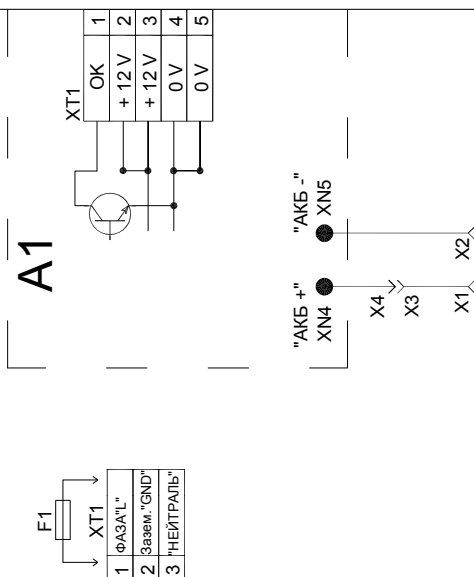 A1
XT1
OK 1
+ 12 V 2
+ 12 V 3
0 V 4
0 V 5
"АКБ +"
XN4
"АКБ -"
XN5
X4
X3
X1
X2
F1
XT1
1 ФАЗА"L"
2 Зазем."GND"
3 "НЕЙТРАЛЬ"